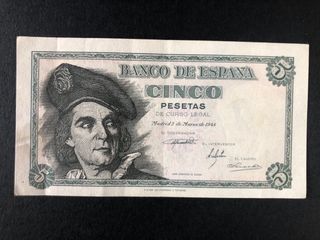 BANCO DE ESPAÑA
CINCO
PESETAS
DE CURSO LEGAL
Madrid 5 de Marzo de 1948
EL GOBERNADOR
EL INTERVENTOR
EL CAJERO
5
5